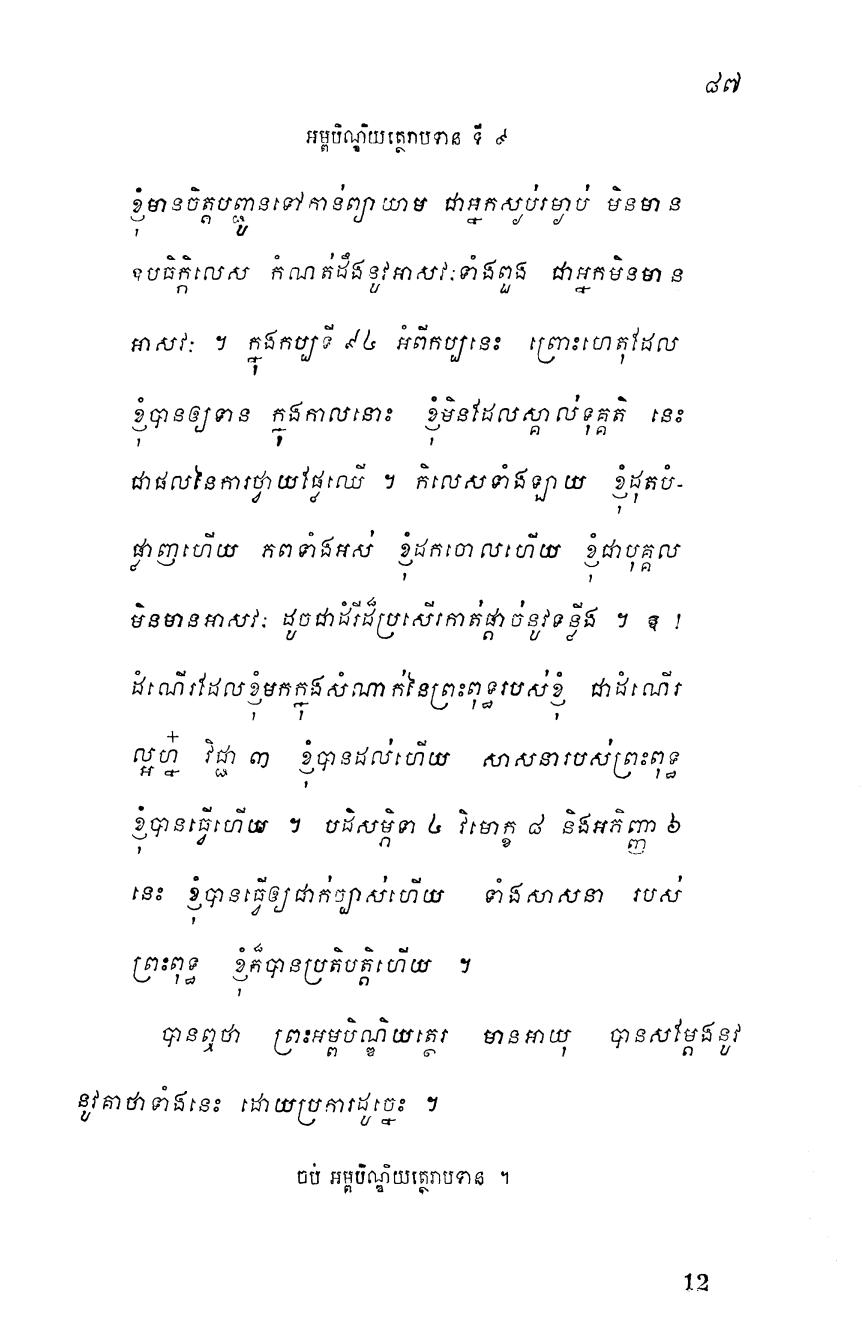 ៨៧
អម្ពបិណ្ឌិយត្ថេរាបទាន ទី ៩
ខ្ញុំមានចិត្តបញ្ជូនទៅកាន់ព្យាយាម ជាអ្នកស្ងប់រម្ងាប់ មិនមាន
ឧបធិក្កិលេស កំណត់ដឹងនូវអាសវៈទាំងពួង ជាអ្នកមិនមាន
អាសវៈ ។ ក្នុងកប្បទី ៩៤ អំពីកប្បនេះ ព្រោះហេតុដែល
ខ្ញុំបានឲ្យទាន ក្នុងកាលនោះ ខ្ញុំមិនដែលស្គាល់ទុគ្គតិ នេះ
ជាផលនៃការថ្វាយផ្លែឈើ ។ កិលេសទាំងឡាយ ខ្ញុំដុតបំ-
ផ្លាញហើយ ភពទាំងអស់ ខ្ញុំដកចោលហើយ ខ្ញុំជាបុគ្គល
មិនមានអាសវៈ ដូចជាដំរីដ៏ប្រសើរកាត់ផ្តាច់នូវទន្លីង ។ ឱ !
ដំណើរដែលខ្ញុំមកក្នុងសំណាក់នៃព្រះពុទ្ធរបស់ខ្ញុំ ជាដំណើរ
ល្អហ្ន៎ វិជ្ជា ៣ ខ្ញុំបានដល់ហើយ សាសនារបស់ព្រះពុទ្ធ
ខ្ញុំបានធ្វើហើយ ។ បដិសម្ភិទា ៤ វិមោក្ខ ៨ និងអភិញ្ញា ៦
នេះ ខ្ញុំបានធ្វើឲ្យជាក់ច្បាស់ហើយ ទាំងសាសនា របស់
ព្រះពុទ្ធ ខ្ញុំក៏បានប្រតិបត្តិហើយ ។
បានឮថា ព្រះអម្ពបិណ្ឌិយត្ថេរ មានអាយុ បានសម្តែងនូវ
នូវគាថាទាំងនេះ ដោយប្រការដូច្នេះ ។
ចប់ អម្ពបិណ្ឌិយត្ថេរាបទាន ។
12